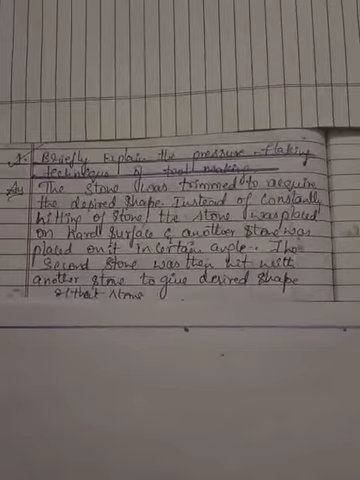 Briefly Explain the pressure-flaking
technique of tool making.
Ans The stone was trimmed to acquire
the desired shape. Instead of constantly
hitting of stone, the stone was placed
on Hard surface & another stone was
placed on it in certain angle. The
second stone was then hit with
another stone to give desired shape
stone